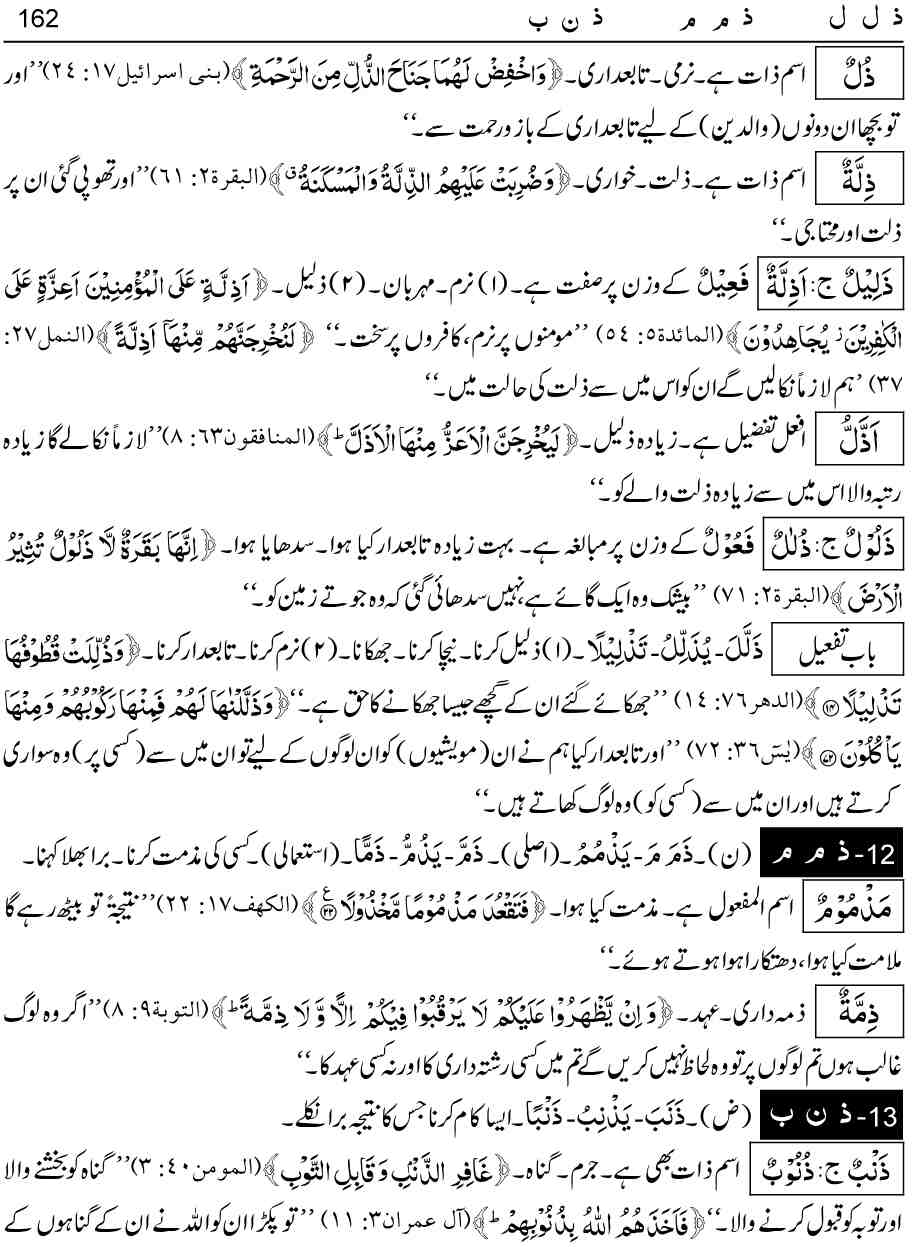 ذ ل ل ذ م م ذ ن ب 162
ذُلٌّ اسم ذات ہے۔ نرمی۔ تابعداری۔ ﴿وَاخْفِضْ لَهُمَا جَنَاحَ الذُّلِّ مِنَ الرَّحْمَةِ﴾ (بنی اسرائیل۱۷: ۲۴) ’’اور
تو بچھا ان دونوں (والدین) کے لیے تابعداری کے بازو رحمت سے۔‘‘
ذِلَّةٌ اسم ذات ہے۔ ذلت۔ خواری۔ ﴿وَضُرِبَتْ عَلَيْهِمُ الذِّلَّةُ وَالْمَسْكَنَةُ ۗ﴾ (البقرة۲: ۶۱) ’’اور تھوپی گئی ان پر
ذلت اور محتاجی۔‘‘
ذَلِيْلٌ ج: اَذِلَّةٌ فَعِيْلٌ کے وزن پر صفت ہے۔ (۱) نرم۔ مہربان۔ (۲) ذلیل۔ ﴿اَذِلَّةٍ عَلَى الْمُؤْمِنِيْنَ اَعِزَّةٍ عَلَى
الْكٰفِرِيْنَ ز يُجَاهِدُوْنَ﴾ (المائدة۵: ۵۴) ’’مومنوں پر نرم، کافروں پر سخت۔‘‘ ﴿لَنُخْرِجَنَّهُمْ مِّنْهَآ اَذِلَّةً﴾ (النمل۲۷:
۳۷) ’ہم لازماً نکالیں گے ان کو اس میں سے ذلت کی حالت میں۔‘‘
اَذَلُّ افعل تفضیل ہے۔ زیادہ ذلیل۔ ﴿لَيُخْرِجَنَّ الْاَعَزُّ مِنْهَا الْاَذَلَّ ؕ﴾ (المنافقون۶۳: ۸) ’’لازماً نکالے گا زیادہ
رتبہ والا اس میں سے زیادہ ذلت والے کو۔‘‘
ذَلُوْلٌ ج: ذُلُلٌ فَعُوْلٌ کے وزن پر مبالغہ ہے۔ بہت زیادہ تابعدار کیا ہوا۔ سدھایا ہوا۔ ﴿اِنَّهَا بَقَرَةٌ لَّا ذَلُوْلٌ تُثِيْرُ
الْاَرْضَ﴾ (البقرة۲: ۷۱) ’’بیشک وہ ایک گائے ہے، نہیں سدھائی گئی کہ وہ جوتے زمین کو۔‘‘
باب تفعیل ذَلَّلَ- يُذَلِّلُ- تَذْلِيْلًا۔ (۱) ذلیل کرنا۔ نیچا کرنا۔ جھکانا۔ (۲) نرم کرنا۔ تابعدار کرنا۔ ﴿وَذُلِّلَتْ قُطُوْفُهَا
تَذْلِيْلًا ۝۱۴﴾ (الدهر۷۶: ۱۴) ’’جھکائے گئے ان کے گچھے جیسا جھکانے کا حق ہے۔‘‘ ﴿وَذَلَّلْنٰهَا لَهُمْ فَمِنْهَا رَكُوْبُهُمْ وَمِنْهَا
يَاْكُلُوْنَ ۝۷۲﴾ (یٰسٓ۳۶: ۷۲) ’’اور تابعدار کیا ہم نے ان (مویشیوں) کو ان لوگوں کے لیے تو ان میں سے (کسی پر) وہ سواری
کرتے ہیں اور ان میں سے (کسی کو) وہ لوگ کھاتے ہیں۔‘‘
12- ذ م م (ن)۔ ذَمَ مَ- يَذْمُمُ۔ (اصلی)۔ ذَمَّ- يَذُمُّ- ذَمًّا۔ (استعمالی)۔ کسی کی مذمت کرنا۔ برا بھلا کہنا۔
مَذْمُوْمٌ اسم المفعول ہے۔ مذمت کیا ہوا۔ ﴿فَتَقْعُدَ مَذْمُوْمًا مَّخْذُوْلًا ۝۲۲ ع﴾ (الکهف۱۷: ۲۲) ’’نتیجۃً تو بیٹھ رہے گا
ملامت کیا ہوا، دھتکارا ہوا ہوتے ہوئے۔‘‘
ذِمَّةٌ ذمہ داری۔ عہد۔ ﴿وَاِنْ يَّظْهَرُوْا عَلَيْكُمْ لَا يَرْقُبُوْا فِيْكُمْ اِلًّا وَّ لَا ذِمَّةً ؕ﴾ (التوبة۹: ۸) ’’اگر وہ لوگ
غالب ہوں تم لوگوں پر تو وہ لحاظ نہیں کریں گے تم میں کسی رشتہ داری کا اور نہ کسی عہد کا۔‘‘
13- ذ ن ب (ض)۔ ذَنَبَ- يَذْنِبُ- ذَنْبًا۔ ایسا کام کرنا جس کا نتیجہ برا نکلے۔
ذَنْبٌ ج: ذُنُوْبٌ اسم ذات بھی ہے۔ جرم۔ گناہ۔ ﴿غَافِرِ الذَّنْۢبِ وَقَابِلِ التَّوْبِ﴾ (المومن۴۰: ۳) ’’گناہ کو بخشنے والا
اور توبہ کو قبول کرنے والا۔‘‘ ﴿فَاَخَذَهُمُ اللّٰهُ بِذُنُوْبِهِمْ ؕ﴾ (آل عمران۳: ۱۱) ’’تو پکڑا ان کو اللہ نے ان کے گناہوں کے